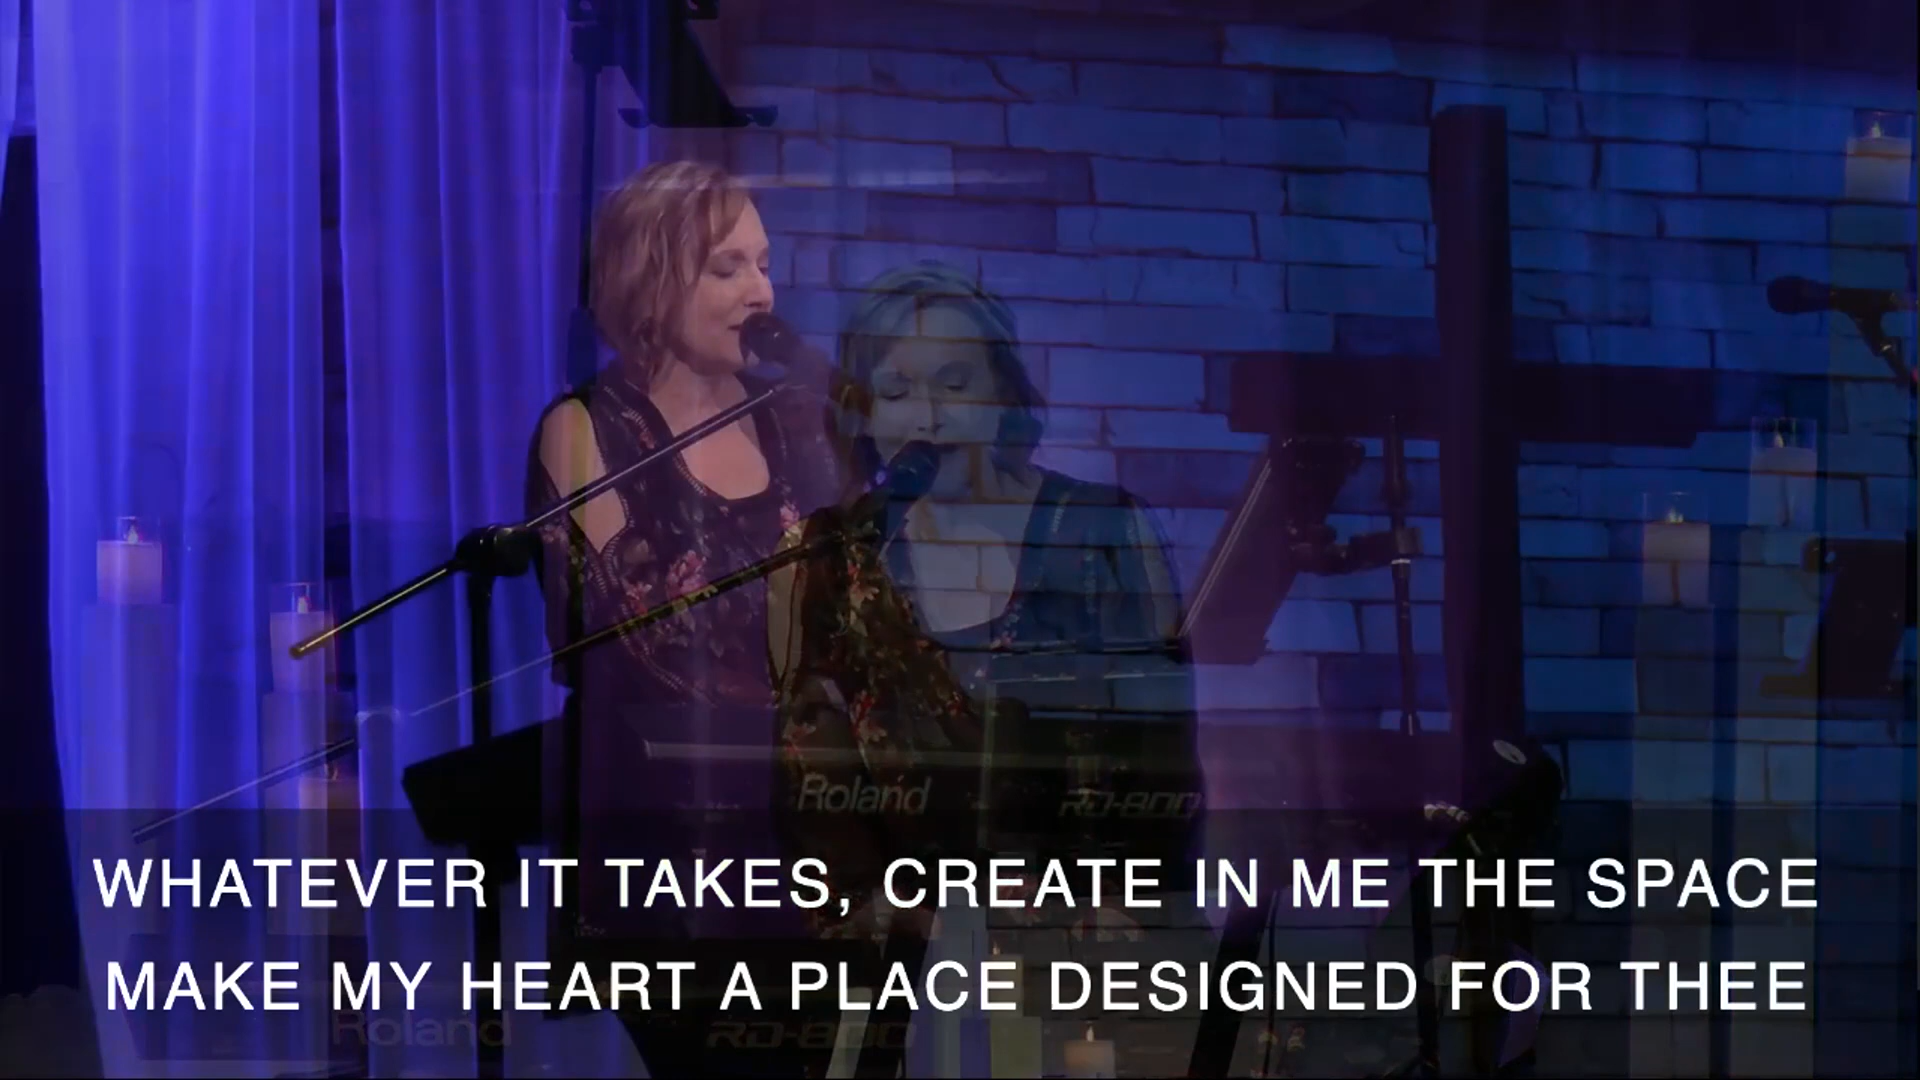 Roland RD-800
WHATEVER IT TAKES, CREATE IN ME THE SPACE
MAKE MY HEART A PLACE DESIGNED FOR THEE
Roland RD-800